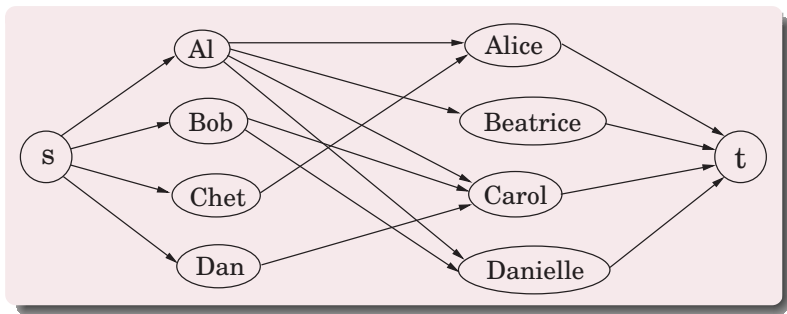 Al
Alice
Bob
Beatrice
s
t
Chet
Carol
Dan
Danielle